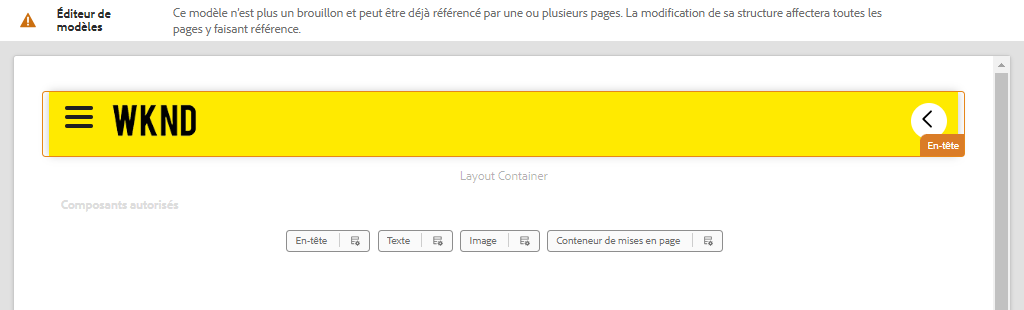 Éditeur de
modèles
Ce modèle n'est plus un brouillon et peut être déjà référencé par une ou plusieurs pages. La modification de sa structure affectera toutes les
pages y faisant référence.
WKND
En-tête
Layout Container
Composants autorisés
En-tête
Texte
Image
Conteneur de mises en page